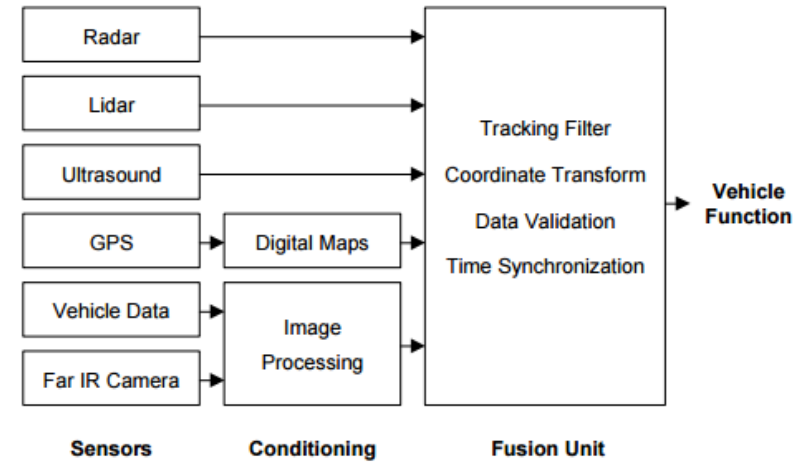 Radar
Lidar
Ultrasound
GPS
Vehicle Data
Far IR Camera
Digital Maps
Image
Processing
Tracking Filter
Coordinate Transform
Data Validation
Time Synchronization
Vehicle
Function
Sensors
Conditioning
Fusion Unit